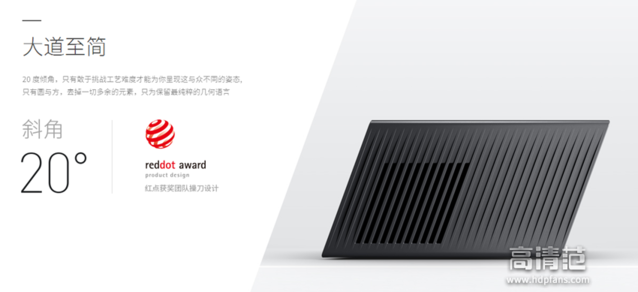 大道至简
20 度倾角，只有敢于挑战工艺难度才能为你呈现这与众不同的姿态。
只有圆与方，去掉一切多余的元素，只为保留最纯粹的几何语言
斜角
20°
reddot award
product design
红点获奖团队操刀设计
高清范
www.hdpfans.com